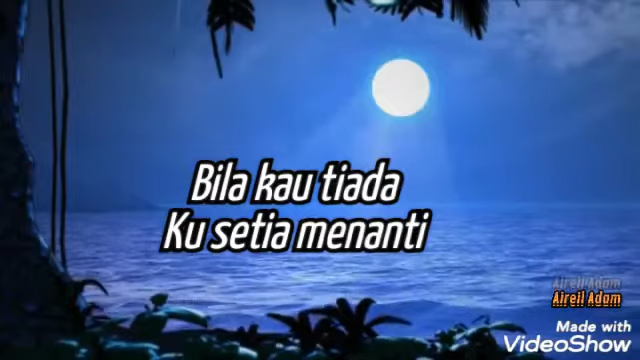 Bila kau tiada
Ku setia menanti
Aireil Adam
Aireil Adam
Made with
VideoShow